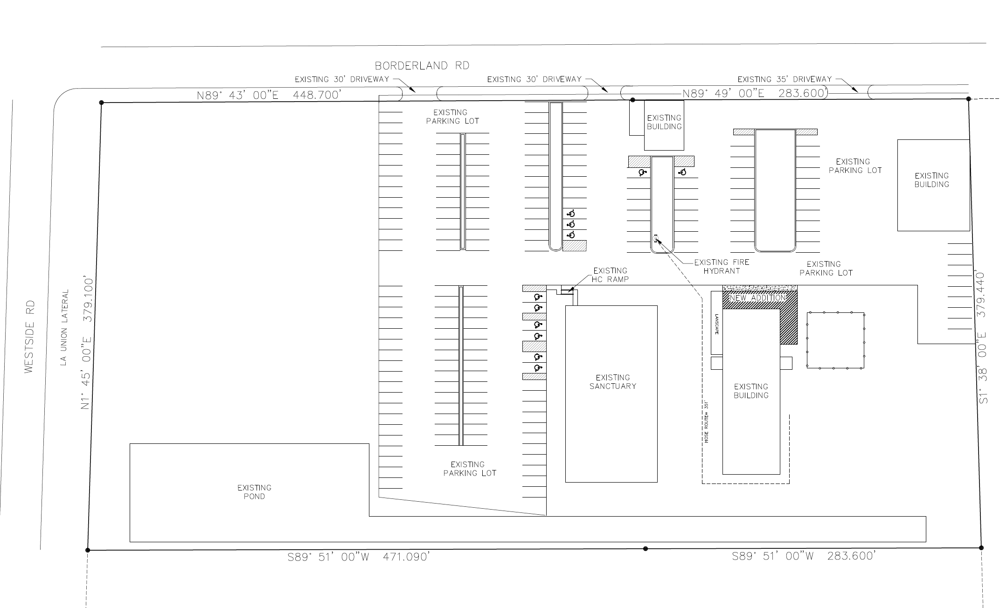 BORDERLAND RD
EXISTING 30' DRIVEWAY
EXISTING 30' DRIVEWAY
EXISTING 35' DRIVEWAY
N89° 43' 00"E 448.700'
N89° 49' 00"E 283.600'
EXISTING
PARKING LOT
EXISTING
BUILDING
EXISTING
PARKING LOT
EXISTING
BUILDING
EXISTING FIRE
HYDRANT
EXISTING
PARKING LOT
EXISTING
HC RAMP
NEW ADDITION
LANSCAPE
WESTSIDE RD
LA UNION LATERAL
N1° 45' 00"E 379.100'
S1° 38' 00"E 379.440'
EXISTING
SANCTUARY
EXISTING
BUILDING
HOSE ROUTE= 351'
EXISTING
PARKING LOT
EXISTING
POND
S89° 51' 00"W 471.090'
S89° 51' 00"W 283.600'